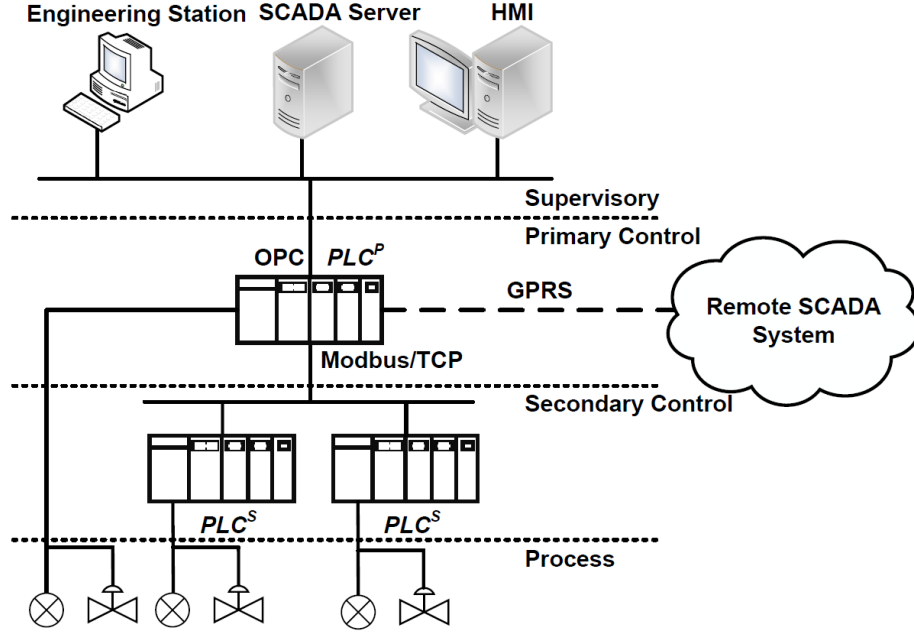 Engineering Station
SCADA Server
HMI
Supervisory
Primary Control
OPC
PLC^P
GPRS
Remote SCADA
System
Modbus/TCP
Secondary Control
PLC^S
PLC^S
Process